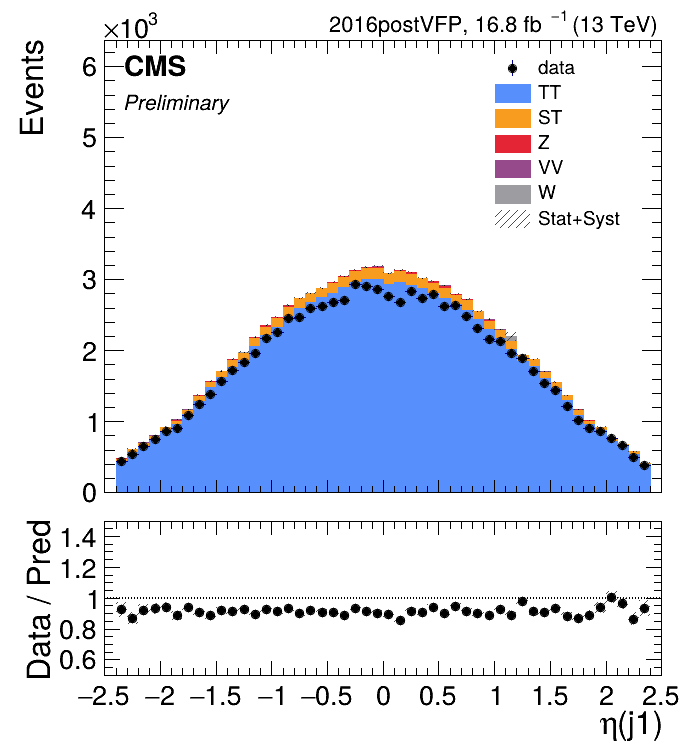 ×10³
2016postVFP, 16.8 fb ⁻¹ (13 TeV)
Events
CMS
Preliminary
data
TT
ST
Z
VV
W
Stat+Syst
6
5
4
3
2
1
0
Data / Pred
1.4
1.2
1
0.8
0.6
−2.5 −2 −1.5 −1 −0.5 0 0.5 1 1.5 2 2.5
η(j1)